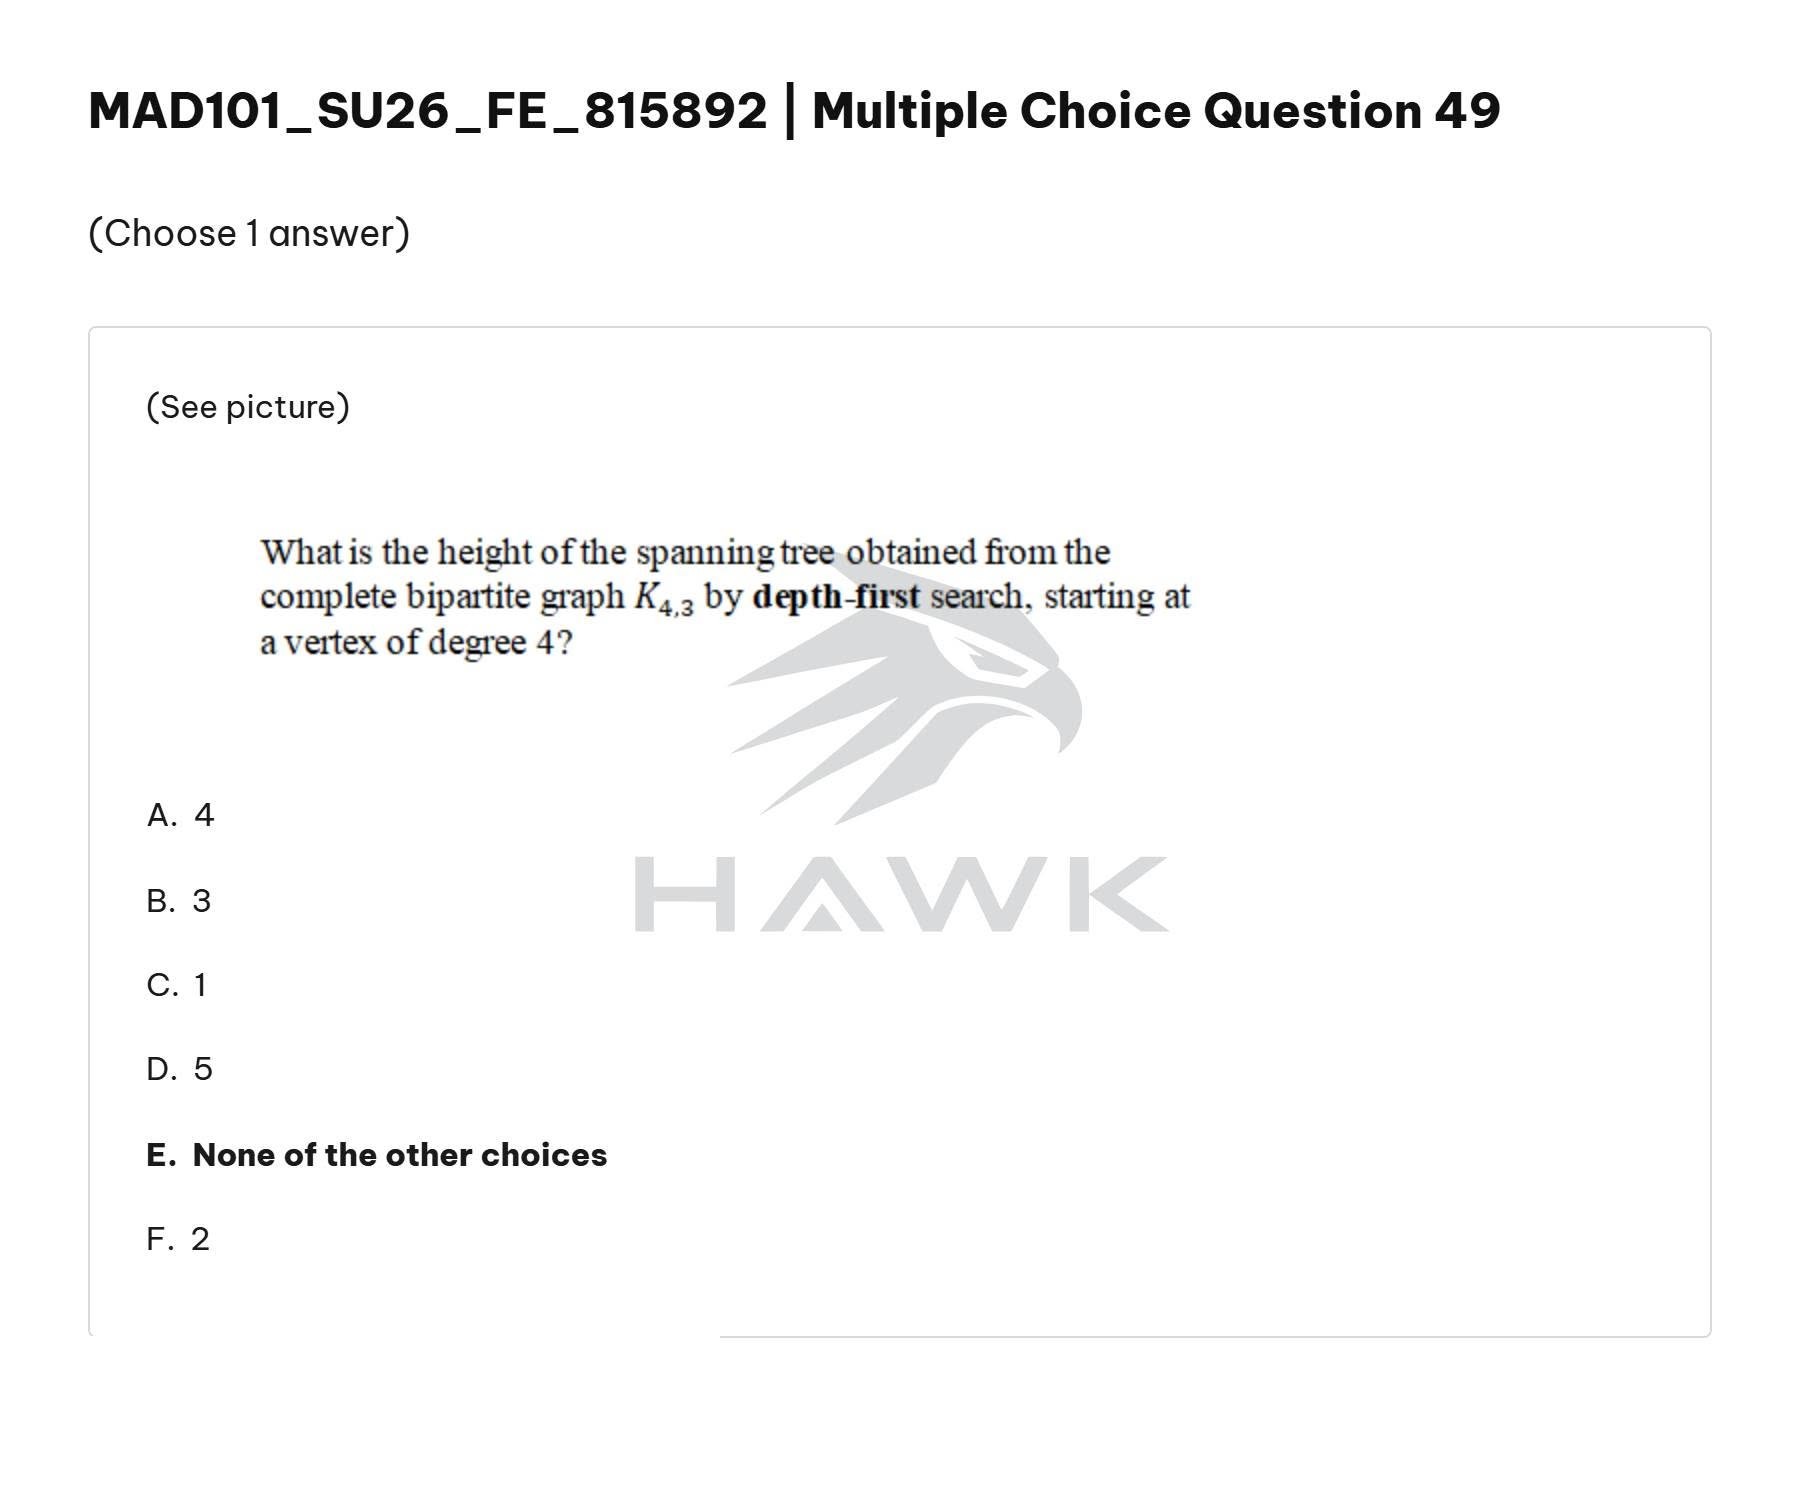 MAD101_SU26_FE_815892 | Multiple Choice Question 49
(Choose 1 answer)
(See picture)
What is the height of the spanning tree obtained from the
complete bipartite graph K4,3 by depth-first search, starting at
a vertex of degree 4?
HAWK
A. 4
B. 3
C. 1
D. 5
E. None of the other choices
F. 2